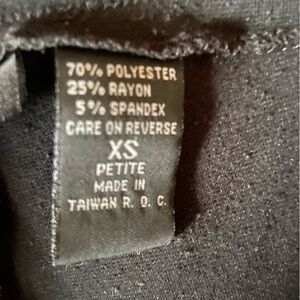 70% POLYESTER
25% RAYON
5% SPANDEX
CARE ON REVERSE
XS
PETITE
MADE IN
TAIWAN R. O. C.